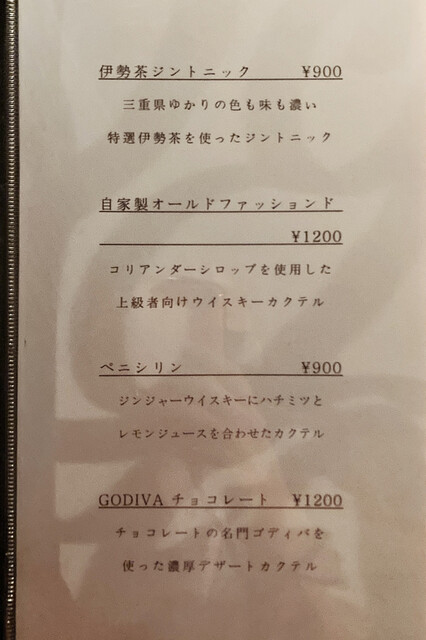 伊勢茶ジントニック ¥900
三重県ゆかりの色も味も濃い
特選伊勢茶を使ったジントニック
自家製オールドファッションド
¥1200
コリアンダーシロップを使用した
上級者向けウイスキーカクテル
ペニシリン ¥900
ジンジャーウイスキーにハチミツと
レモンジュースを合わせたカクテル
GODIVA チョコレート ¥1200
チョコレートの名門ゴディバを
使った濃厚デザートカクテル